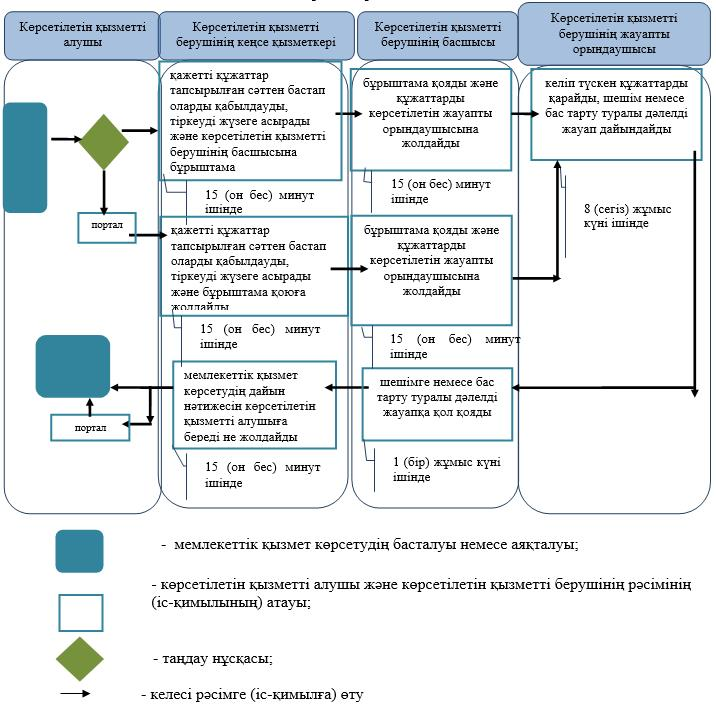 Көрсетілетін қызметті
алушы
Көрсетілетін қызметті
берушінің кеңсе қызметкері
Көрсетілетін қызметті
берушінің басшысы
Көрсетілетін қызметті
берушінің жауапты
орындаушысы
қажетті құжаттар
тапсырылған сәттен бастап
оларды қабылдауды,
тіркеуді жүзеге асырады
және көрсетілетін қызметті
берушінің басшысына
бұрыштама
15 (он бес) минут
ішінде
бұрыштама қояды және
құжаттарды
көрсетілетін жауапты
орындаушысына
жолдайды
15 (он бес) минут
ішінде
келіп түскен құжаттарды
қарайды, шешім немесе
бас тарту туралы дәлелді
жауап дайындайды
8 (сегіз) жұмыс
күні ішінде
портал
қажетті құжаттар
тапсырылған сәттен бастап
оларды қабылдауды,
тіркеуді жүзеге асырады
және бұрыштама қоюға
жолдайды
15 (он бес) минут
ішінде
бұрыштама қояды және
құжаттарды
көрсетілетін жауапты
орындаушысына
жолдайды
15 (он бес) минут
ішінде
мемлекеттік қызмет
көрсетудің дайын
нәтижесін көрсетілетін
қызметті алушыға
береді не жолдайды
15 (он бес) минут
ішінде
шешімге немесе бас
тарту туралы дәлелді
жауапқа қол қояды
1 (бір) жұмыс күні
ішінде
портал
- мемлекеттік қызмет көрсетудің басталуы немесе аяқталуы;
- көрсетілетін қызметті алушы және көрсетілетін қызметті берушінің рәсімінің
(іс-қимылының) атауы;
- таңдау нұсқасы;
- келесі рәсімге (іс-қимылға) өту